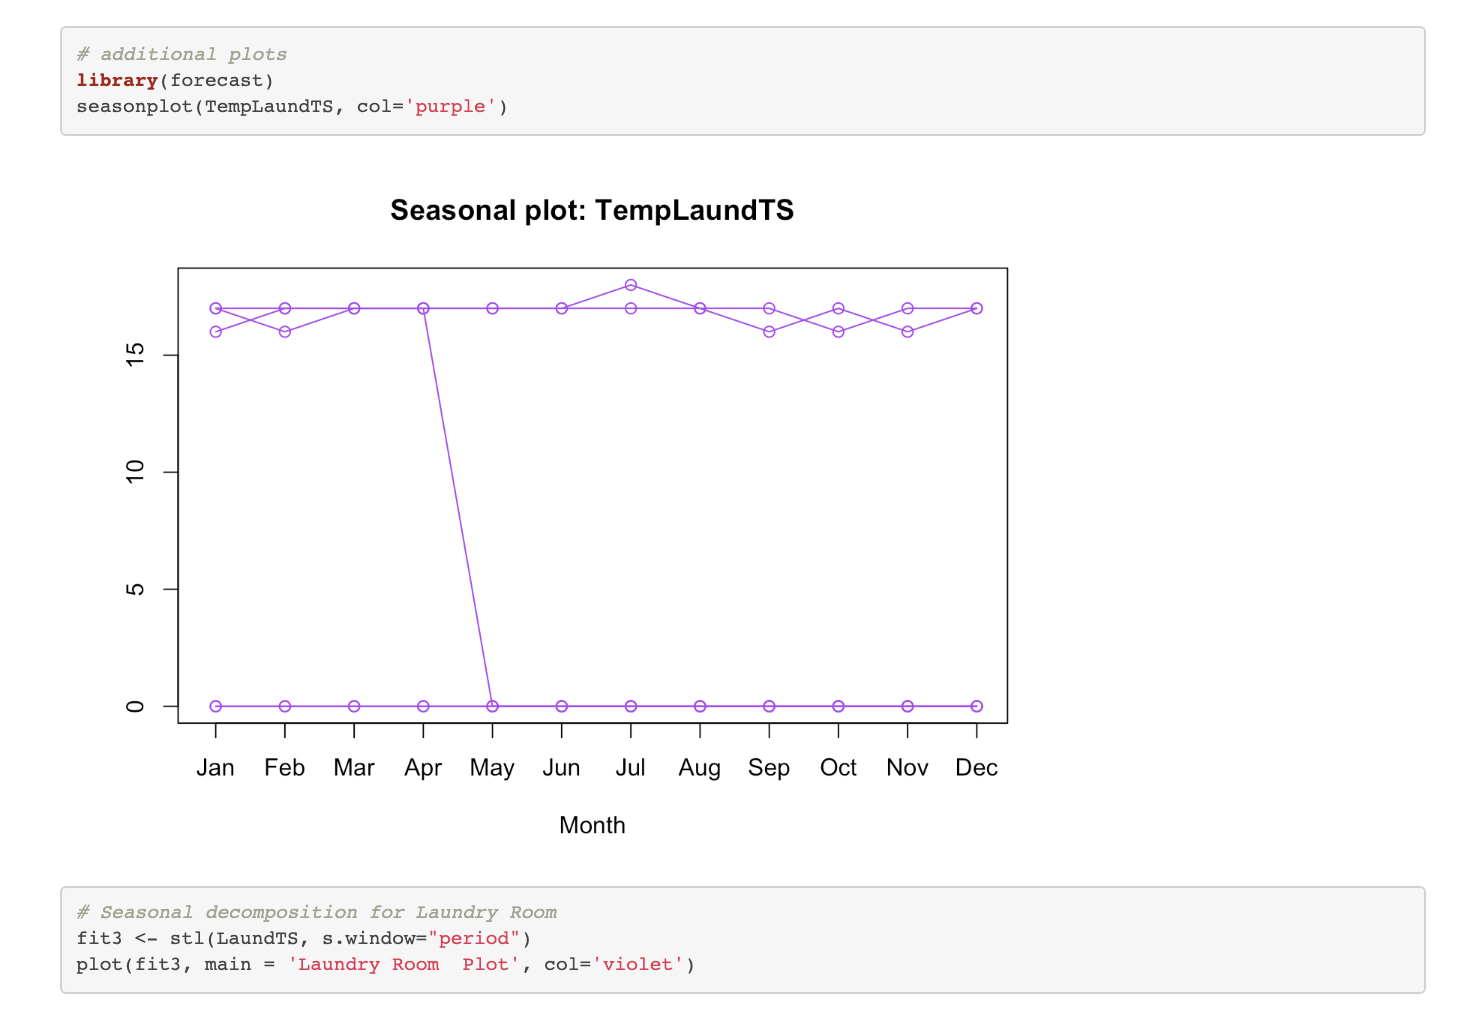 # additional plots
library(forecast)
seasonplot(TempLaundTS, col='purple')
Seasonal plot: TempLaundTS
15
10
5
0
Jan Feb Mar Apr May Jun Jul Aug Sep Oct Nov Dec
Month
# Seasonal decomposition for Laundry Room
fit3 <- stl(LaundTS, s.window="period")
plot(fit3, main = 'Laundry Room  Plot', col='violet')